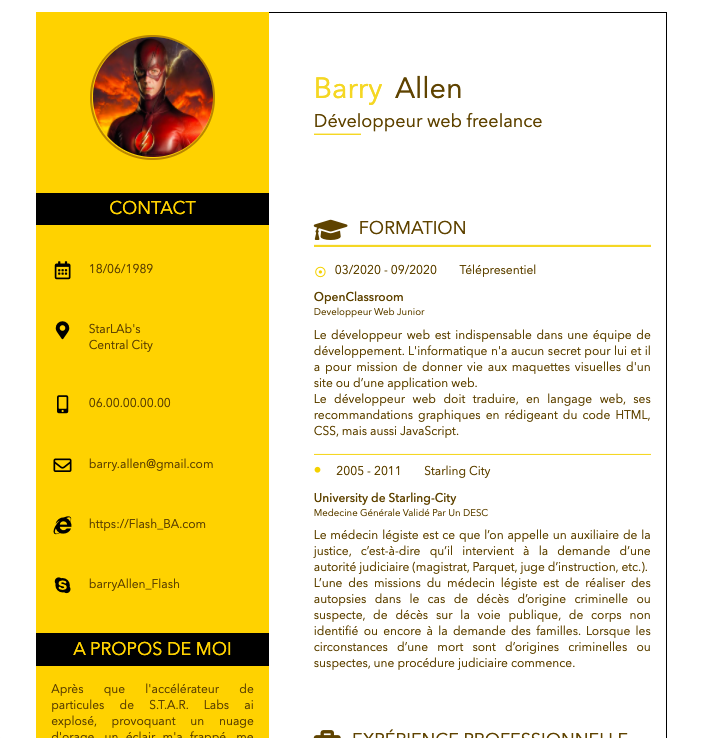 CONTACT
18/06/1989
StarLAb's
Central City
06.00.00.00.00
barry.allen@gmail.com
https://Flash_BA.com
barryAllen_Flash
A PROPOS DE MOI
Après que l'accélérateur de
particules de S.T.A.R. Labs ai
explosé, provoquant un nuage
d'orage, un éclair m'a frappé, me
Barry Allen
Développeur web freelance
FORMATION
03/2020 - 09/2020 Télépresentiel
OpenClassroom
Developpeur Web Junior
Le développeur web est indispensable dans une équipe de
développement. L'informatique n'a aucun secret pour lui et il
a pour mission de donner vie aux maquettes visuelles d'un
site ou d’une application web.
Le développeur web doit traduire, en langage web, ses
recommandations graphiques en rédigeant du code HTML,
CSS, mais aussi JavaScript.
2005 - 2011 Starling City
University de Starling-City
Medecine Générale Validé Par Un DESC
Le médecin légiste est ce que l’on appelle un auxiliaire de la
justice, c’est-à-dire qu’il intervient à la demande d’une
autorité judiciaire (magistrat, Parquet, juge d’instruction, etc.).
L’une des missions du médecin légiste est de réaliser des
autopsies dans le cas de décès d’origine criminelle ou
suspecte, de décès sur la voie publique, de corps non
identifié ou encore à la demande des familles. Lorsque les
circonstances d’une mort sont d’origines criminelles ou
suspectes, une procédure judiciaire commence.
EXPÉRIENCE PROFESSIONNELLE